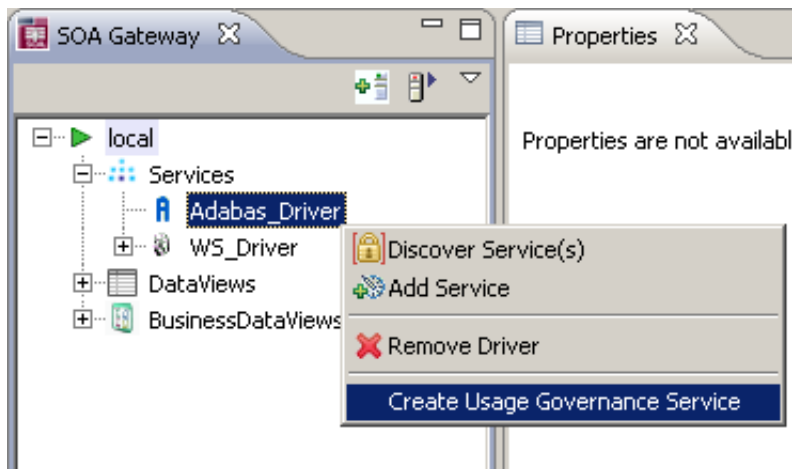 SOA Gateway
Properties
local
Properties are not availabl
Services
Adabas_Driver
WS_Driver
Discover Service(s)
DataViews
Add Service
BusinessDataViews
Remove Driver
Create Usage Governance Service